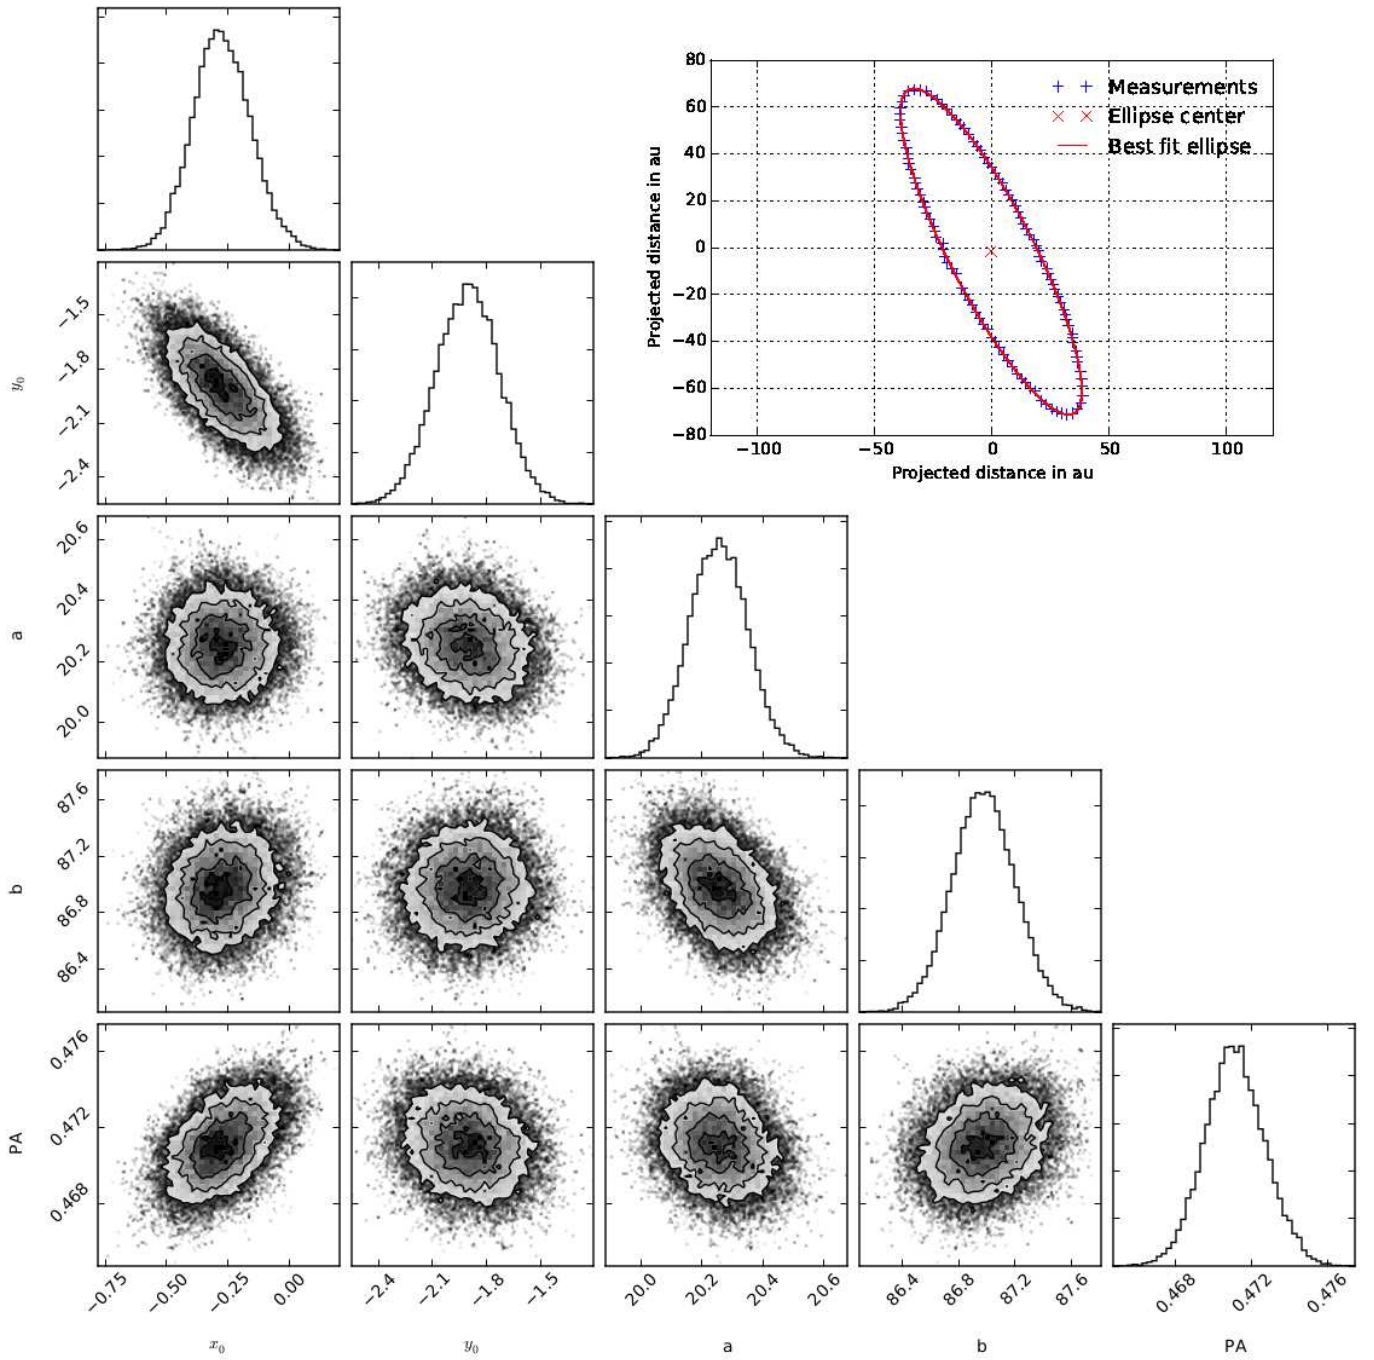 80
60
40
20
0
−20
−40
−60
−80
Projected distance in au
Measurements
Ellipse center
Best fit ellipse
−100 −50 0 50 100
Projected distance in au
y₀
−1.5
−1.8
−2.1
−2.4
a
20.6
20.4
20.2
20.0
b
87.6
87.2
86.8
86.4
PA
0.476
0.472
0.468
−0.75 −0.50 −0.25 0.00
−2.4 −2.1 −1.8 −1.5
20.0 20.2 20.4 20.6
86.4 86.8 87.2 87.6
0.468 0.472 0.476
x₀ y₀ a b PA